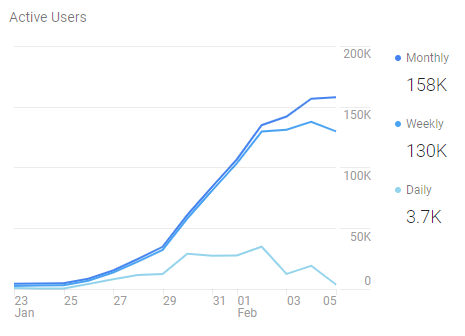 Active Users
200K
Monthly
158K
150K
Weekly
130K
100K
Daily
3.7K
50K
0
23 25 27 29 31 01 03 05
Jan Feb